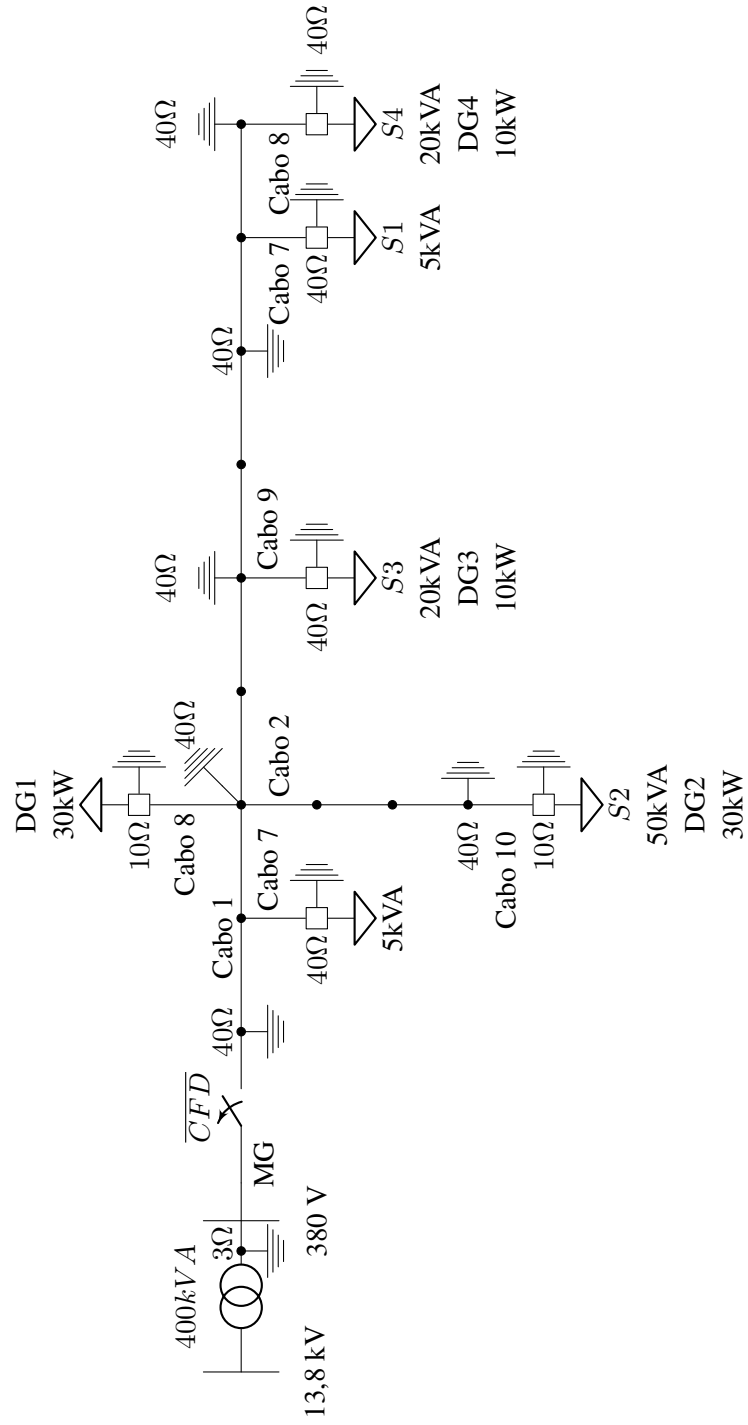 13,8 kV
400kVA
3Ω
380 V
MG
CFD
40Ω
Cabo 1
Cabo 7
40Ω
5kVA
DG1
30kW
10Ω
Cabo 8
40Ω
Cabo 2
40Ω
Cabo 10
10Ω
S2
50kVA
DG2
30kW
40Ω
Cabo 9
40Ω
S3
20kVA
DG3
10kW
40Ω
Cabo 7
40Ω
S1
5kVA
40Ω
Cabo 8
40Ω
S4
20kVA
DG4
10kW